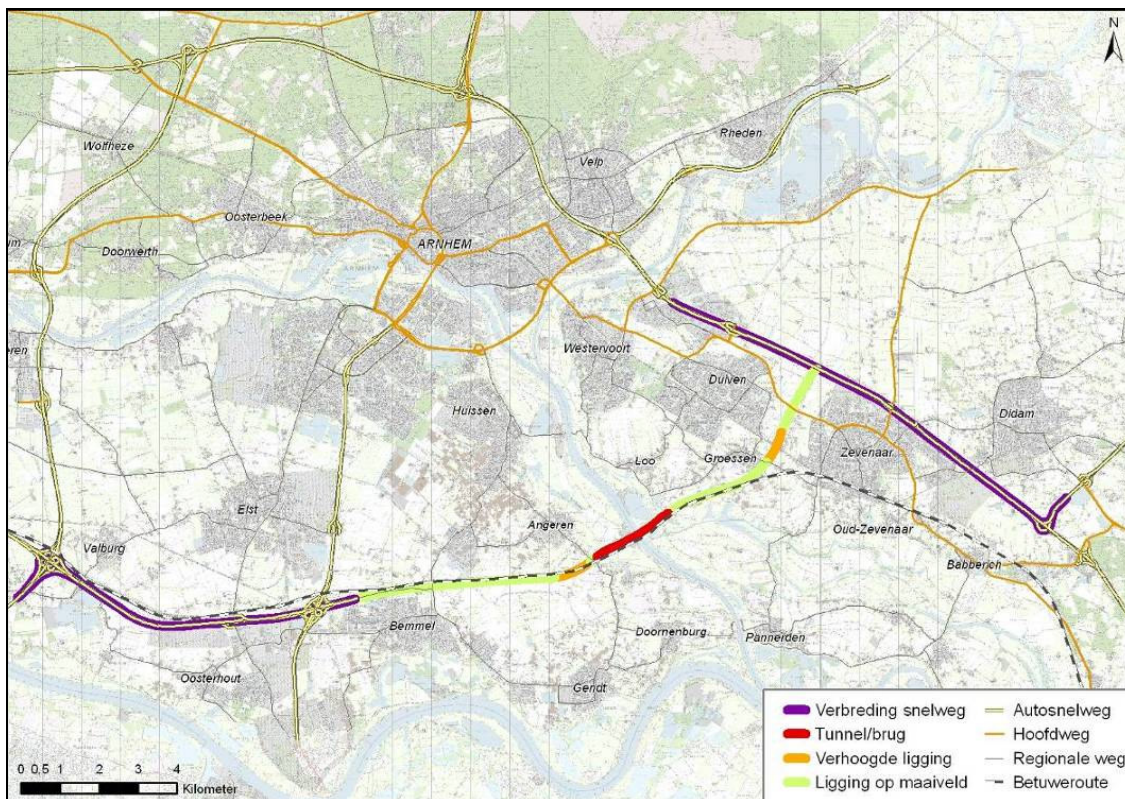 N
Rheden
Wolfheze
Velp
Oosterbeek
ARNHEM
Doorwerth
Westervoort
Duiven
Didam
Huissen
Zevenaar
Loo
Groessen
Elst
Angeren
Oud-Zevenaar
Valburg
Babberich
Bemmel
Doornenburg
Pannerden
Oosterhout
Gendt
Verbreding snelweg
Autosnelweg
Tunnel/brug
Hoofdweg
Verhoogde ligging
Regionale weg
Ligging op maaiveld
Betuweroute
0 0,5 1 2 3 4
Kilometer